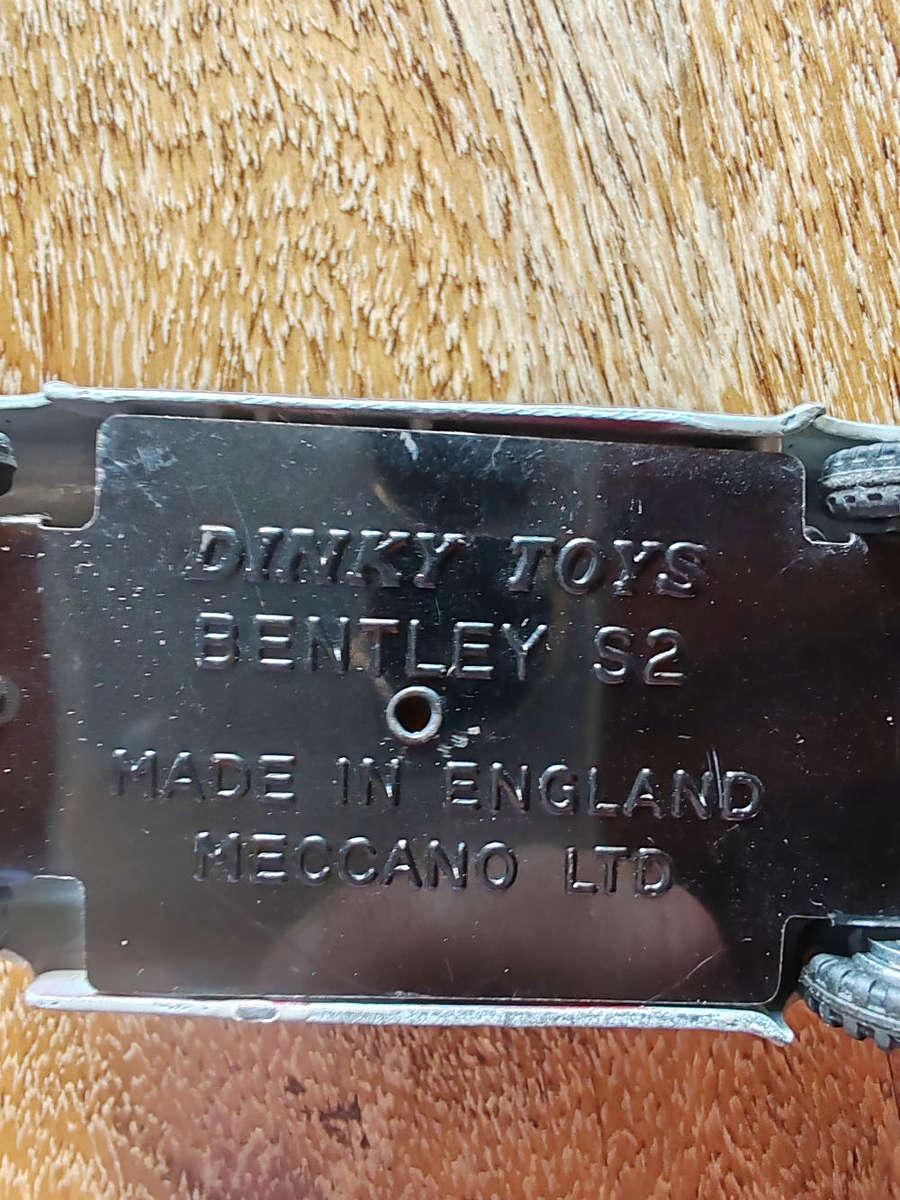 DINKY TOYS
BENTLEY S2
MADE IN ENGLAND
MECCANO LTD